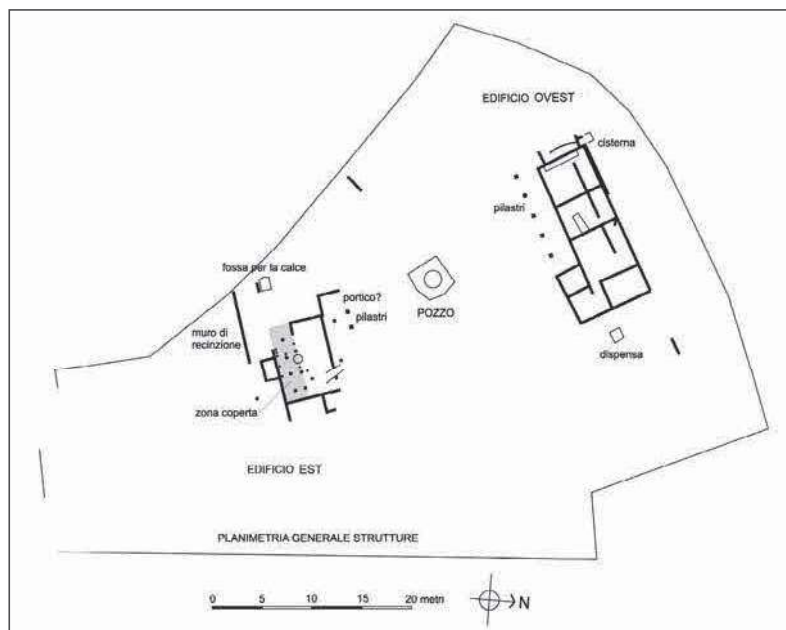 EDIFICIO OVEST
cisterna
pilastri
fossa per la calce
portico?
pilastri
POZZO
muro di
recinzione
dispensa
zona coperta
EDIFICIO EST
PLANIMETRIA GENERALE STRUTTURE
0 5 10 15 20 metri
N